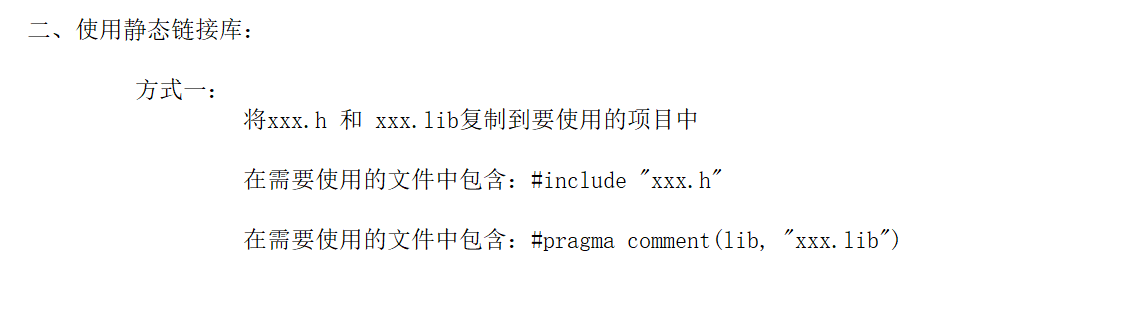 二、使用静态链接库：
方式一：
将xxx.h 和 xxx.lib复制到要使用的项目中
在需要使用的文件中包含：#include "xxx.h"
在需要使用的文件中包含：#pragma comment(lib, "xxx.lib")